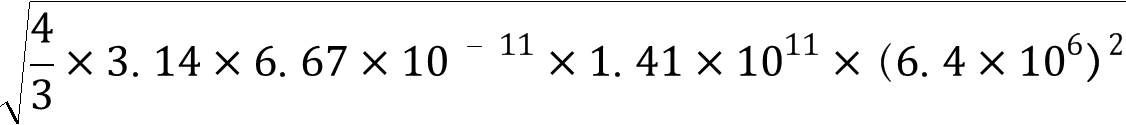 √(4/3 × 3. 14 × 6. 67 × 10⁻¹¹ × 1. 41 × 10¹¹ × (6. 4 × 10⁶)²)